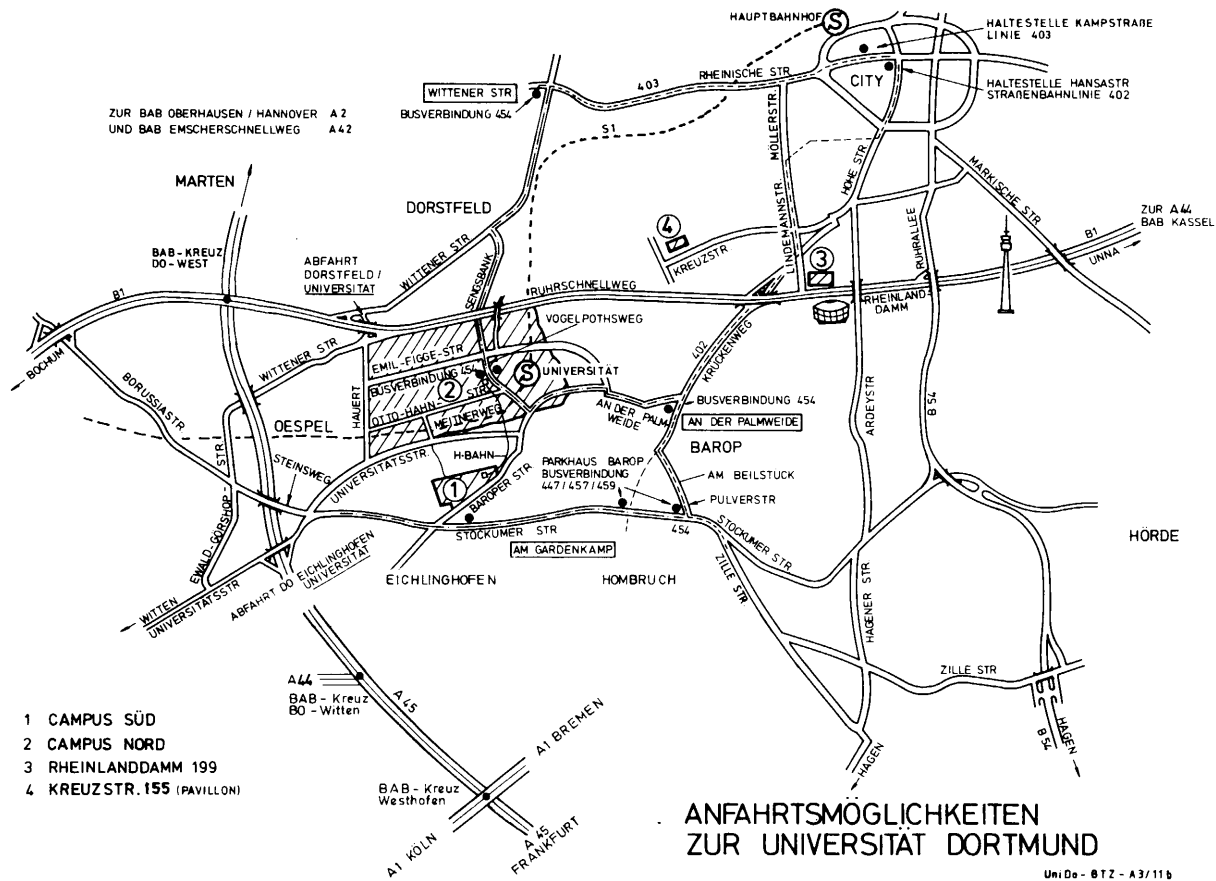 HAUPTBAHNHOF
S
HALTESTELLE KAMPSTRAßE
LINIE 403
CITY
HALTESTELLE HANSASTR
STRAßENBAHNLINIE 402
RHEINISCHE STR
403
WITTENER STR
BUSVERBINDUNG 454
S1
ZUR BAB OBERHAUSEN / HANNOVER A 2
UND BAB EMSCHERSCHNELLWEG A 42
MARTEN
DORSTFELD
MÖLLERSTR.
LINDEMANNSTR.
HOHE STR
MARKISCHE STR
RUHRALLEE
ZUR A44
BAB KASSEL
B1
UNNA
4
KREUZSTR
3
RHEINLAND
DAMM
BAB-KREUZ
DO-WEST
ABFAHRT
DORSTFELD/
UNIVERSITÄT
WITTENER STR
SENGSBANK
RUHRSCHNELLWEG
VOGELPOTHSWEG
B1
BOCHUM
WITTENER STR
BORUSSIASTR.
EMIL-FIGGE-STR
BUSVERBINDUNG 454
2
S
UNIVERSITÄT
OTTO-HAHN-STR
MEITNERWEG
HAUERT
OESPEL
402
KRUCKENWEG
AN DER PALM-
WEIDE
BUSVERBINDUNG 454
AN DER PALMWEIDE
BAROP
ARDEYSTR
B 54
STEINSWEG
UNIVERSITÄTSSTR.
H-BAHN
1
BAROPER STR.
PARKHAUS BAROP
BUSVERBINDUNG
447/457/459
AM BEILSTUCK
PULVERSTR
454
STOCKUMER STR
AM GARDENKAMP
STOCKUMER STR
HÖRDE
EWALD-GÖRSHOP-STR.
WITTEN
UNIVERSITÄTSSTR
ABFAHRT DO EICHLINGHOFEN
UNIVERSITÄT
EICHLINGHOFEN
HOMBRUCH
ZILLE STR.
HAGENER STR
ZILLE STR
A44
BAB-Kreuz
BO-Witten
A 45
A1 BREMEN
BAB-Kreuz
Westhofen
A1 KÖLN
A 45
FRANKFURT
HAGEN
B 54
HAGEN
1 CAMPUS SÜD
2 CAMPUS NORD
3 RHEINLANDDAMM 199
4 KREUZSTR. 155 (PAVILLON)
ANFAHRTSMÖGLICHKEITEN
ZUR UNIVERSITÄT DORTMUND
UniDo - BTZ - A3/11b